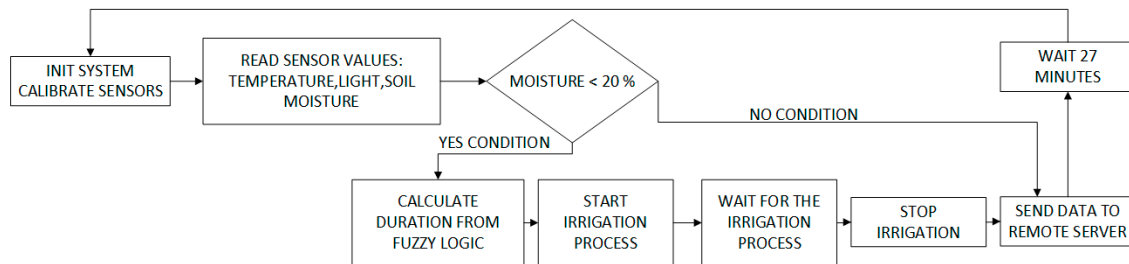 INIT SYSTEM
CALIBRATE SENSORS
READ SENSOR VALUES:
TEMPERATURE,LIGHT,SOIL
MOISTURE
MOISTURE < 20 %
WAIT 27
MINUTES
NO CONDITION
YES CONDITION
CALCULATE
DURATION FROM
FUZZY LOGIC
START
IRRIGATION
PROCESS
WAIT FOR THE
IRRIGATION
PROCESS
STOP
IRRIGATION
SEND DATA TO
REMOTE SERVER